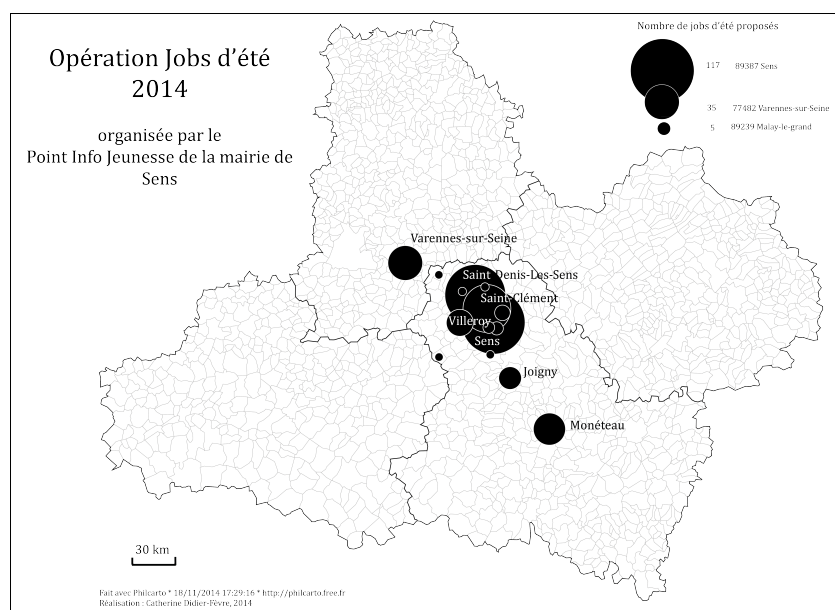 Opération Jobs d'été
2014
organisée par le
Point Info Jeunesse de la mairie de
Sens
Nombre de jobs d'été proposés
117 89387 Sens
35 77482 Varennes-sur-Seine
5 89239 Malay-le-grand
Varennes-sur-Seine
Saint-Denis-Les-Sens
Saint-Clément
Villeroy
Sens
Joigny
Monéteau
30 km
Fait avec Philcarto * 18/11/2014 17:29:16 * http://philcarto.free.fr
Réalisation : Catherine Didier-Fèvre, 2014